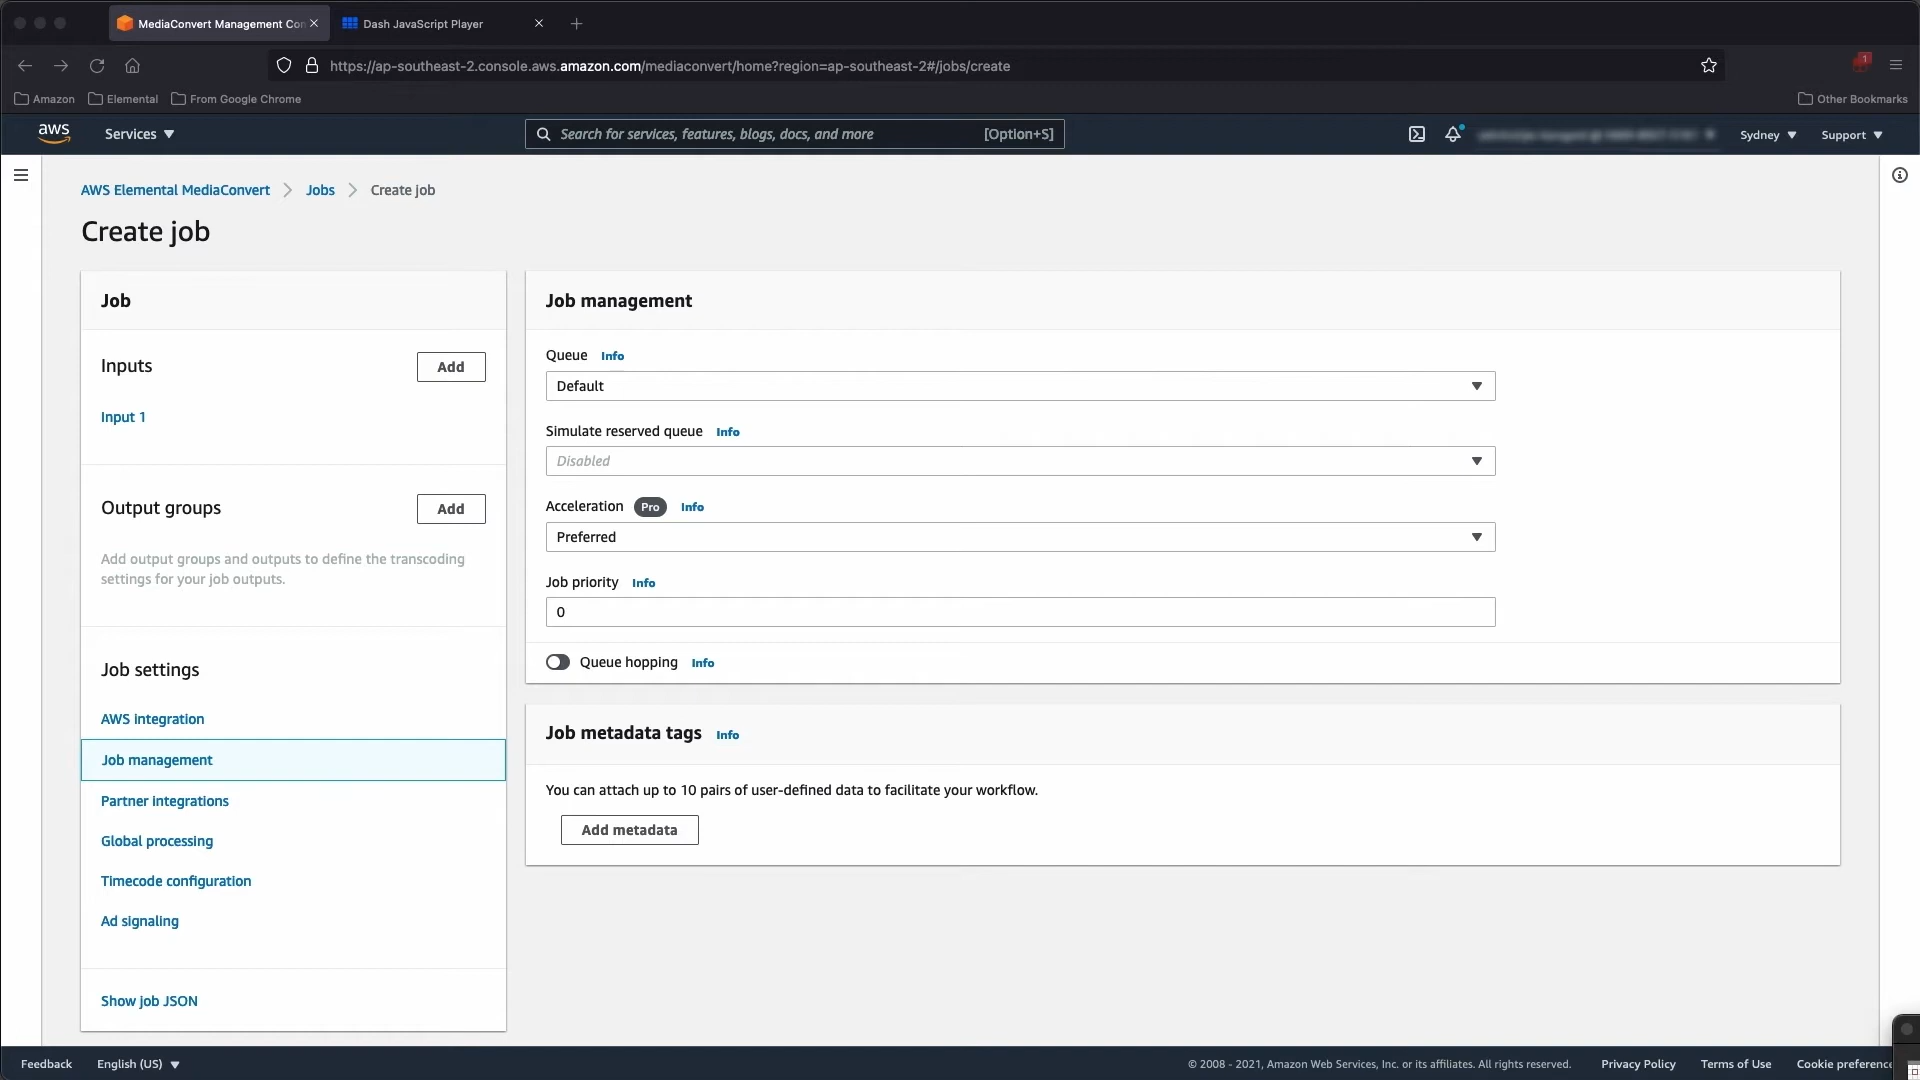 MediaConvert Management Con
Dash JavaScript Player
https://ap-southeast-2.console.aws.amazon.com/mediaconvert/home?region=ap-southeast-2#/jobs/create
1
Amazon
Elemental
From Google Chrome
Other Bookmarks
aws
Services
Search for services, features, blogs, docs, and more
[Option+S]
Sydney
Support
AWS Elemental MediaConvert
Jobs
Create job
Create job
Job
Inputs
Add
Input 1
Output groups
Add
Add output groups and outputs to define the transcoding
settings for your job outputs.
Job settings
AWS integration
Job management
Partner integrations
Global processing
Timecode configuration
Ad signaling
Show job JSON
Job management
Queue Info
Default
Simulate reserved queue Info
Disabled
Acceleration Pro Info
Preferred
Job priority Info
0
Queue hopping Info
Job metadata tags Info
You can attach up to 10 pairs of user-defined data to facilitate your workflow.
Add metadata
Feedback
English (US)
© 2008 - 2021, Amazon Web Services, Inc. or its affiliates. All rights reserved.
Privacy Policy
Terms of Use
Cookie preference